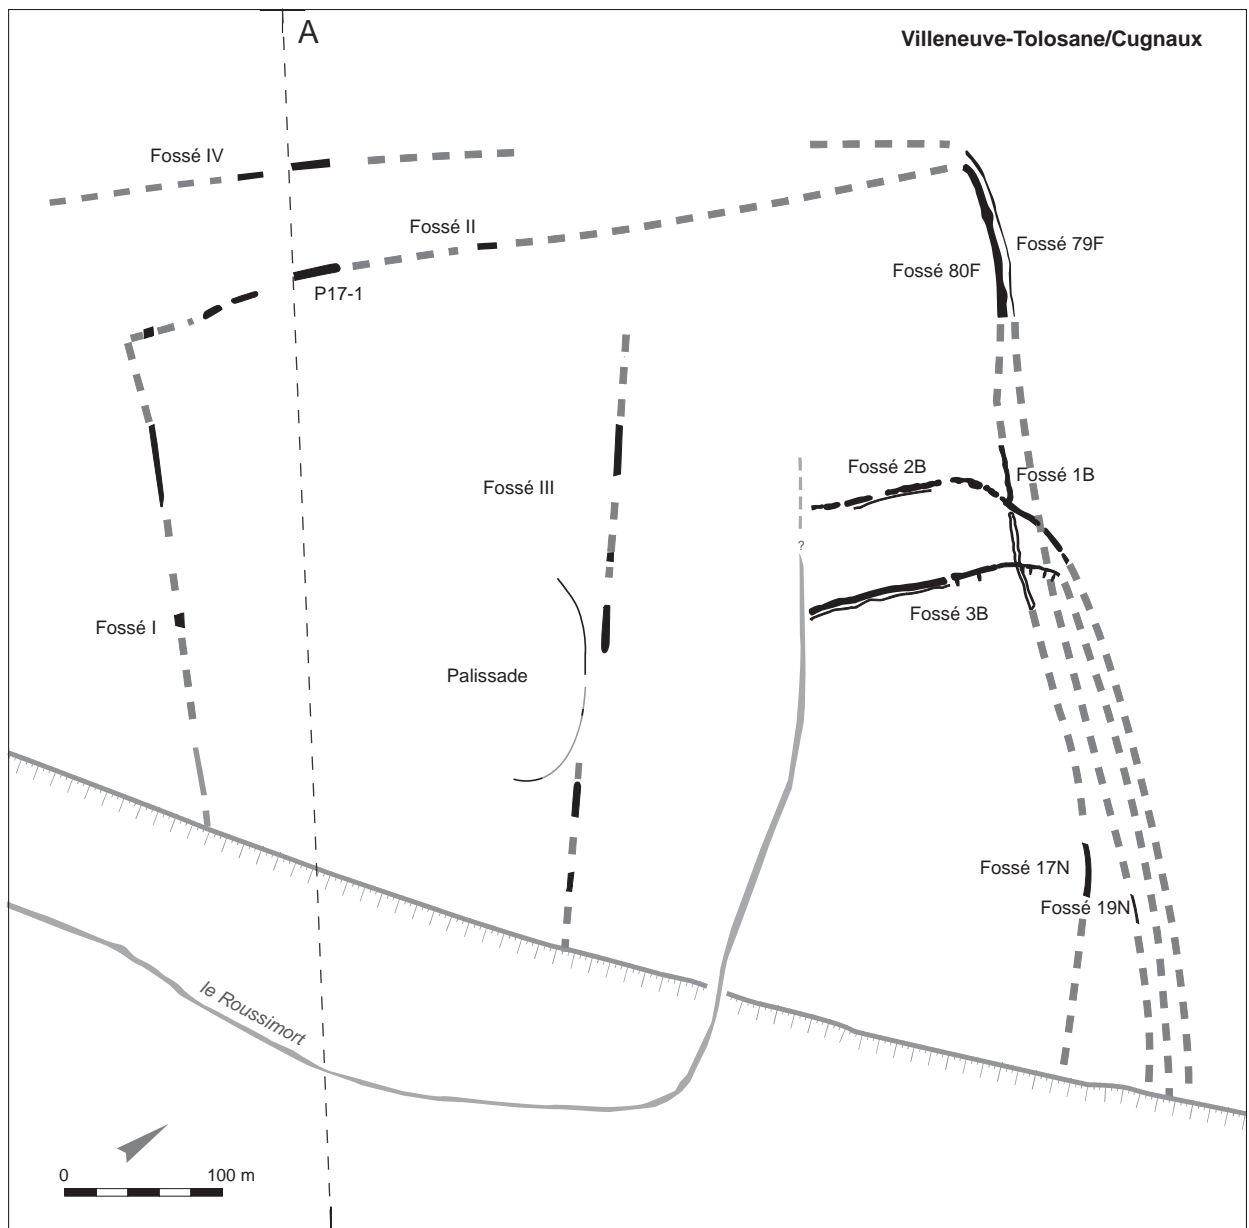 A
Villeneuve-Tolosane/Cugnaux
Fossé IV
Fossé II
Fossé 79F
Fossé 80F
P17-1
Fossé 2B
Fossé 1B
Fossé III
?
Fossé 3B
Fossé I
Palissade
Fossé 17N
Fossé 19N
le Roussimort
0 100 m